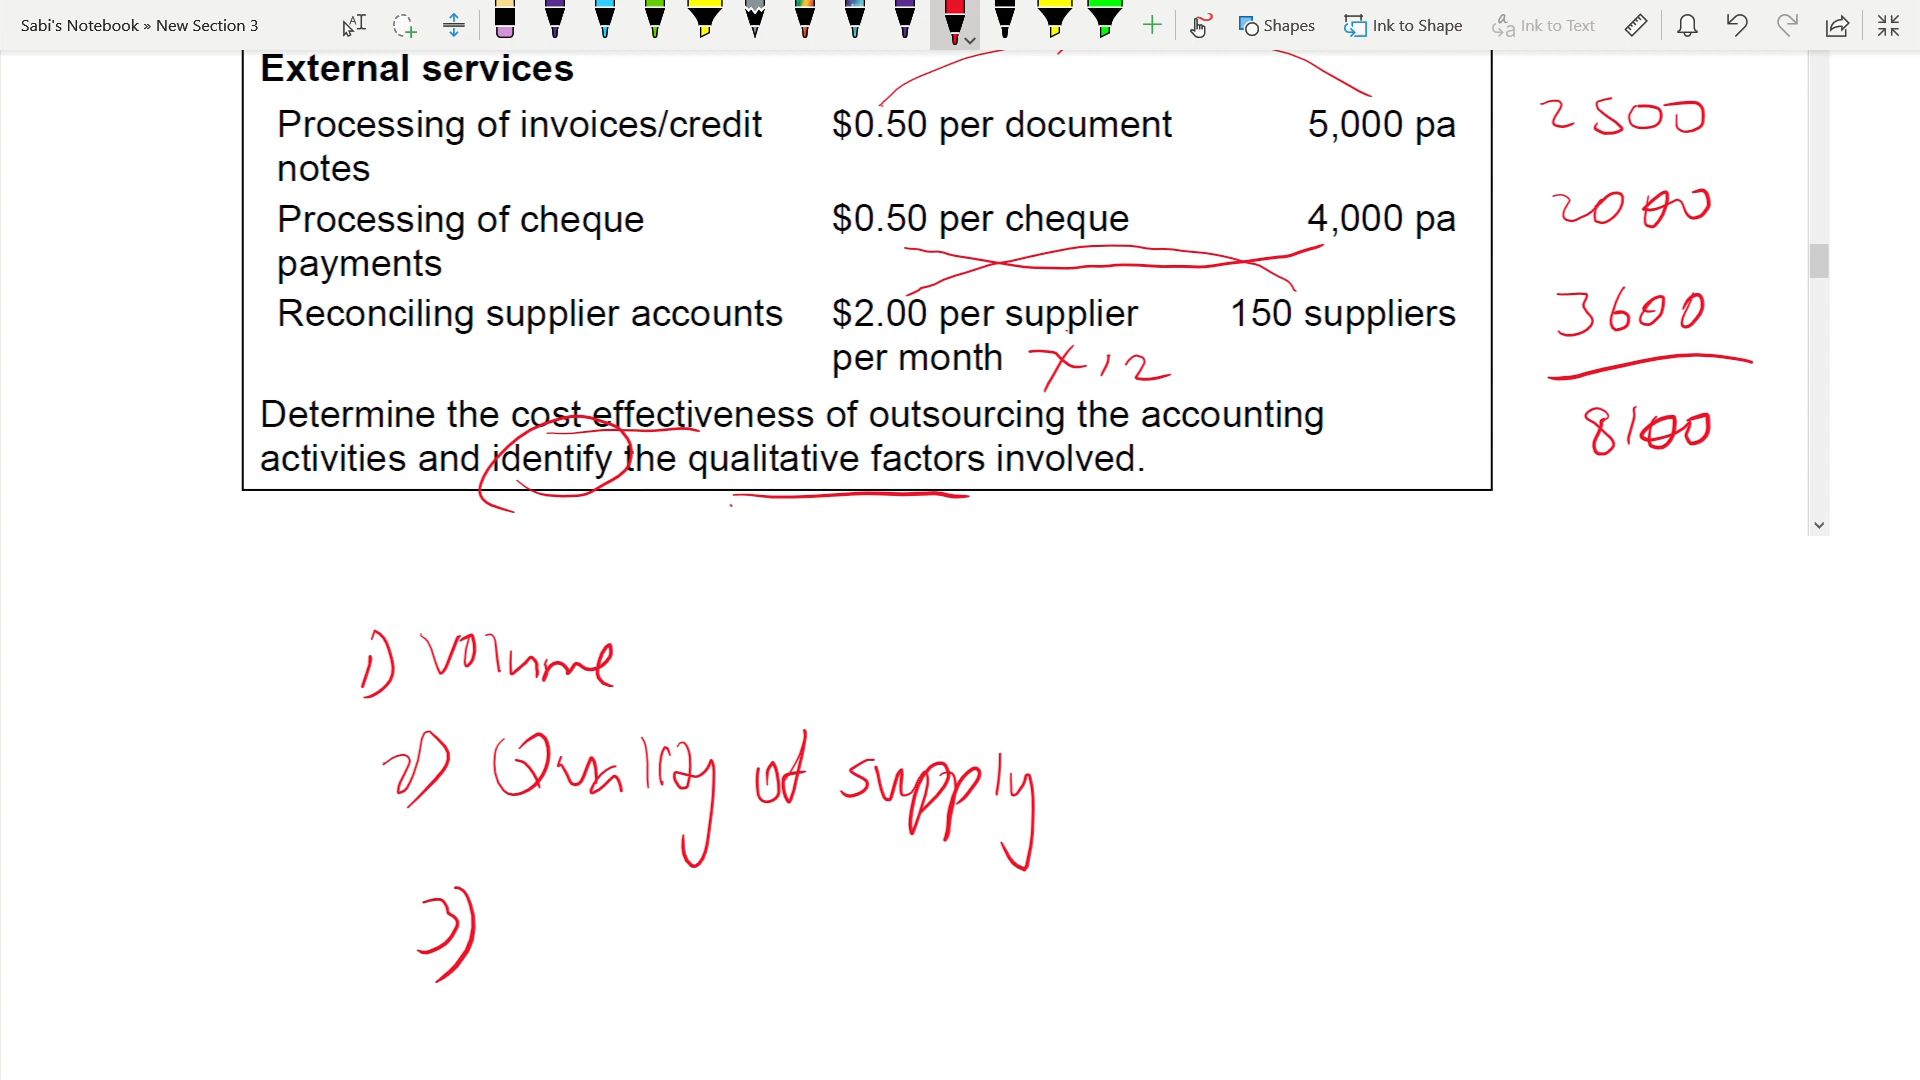 Sabi's Notebook » New Section 3
Shapes
Ink to Shape
Ink to Text
External services
Processing of invoices/credit notes $0.50 per document 5,000 pa
2500
Processing of cheque payments $0.50 per cheque 4,000 pa
2000
Reconciling supplier accounts $2.00 per supplier per month 150 suppliers
x12
3600
8100
Determine the cost effectiveness of outsourcing the accounting
activities and identify the qualitative factors involved.
1) Volume
2) Quality of supply
3)